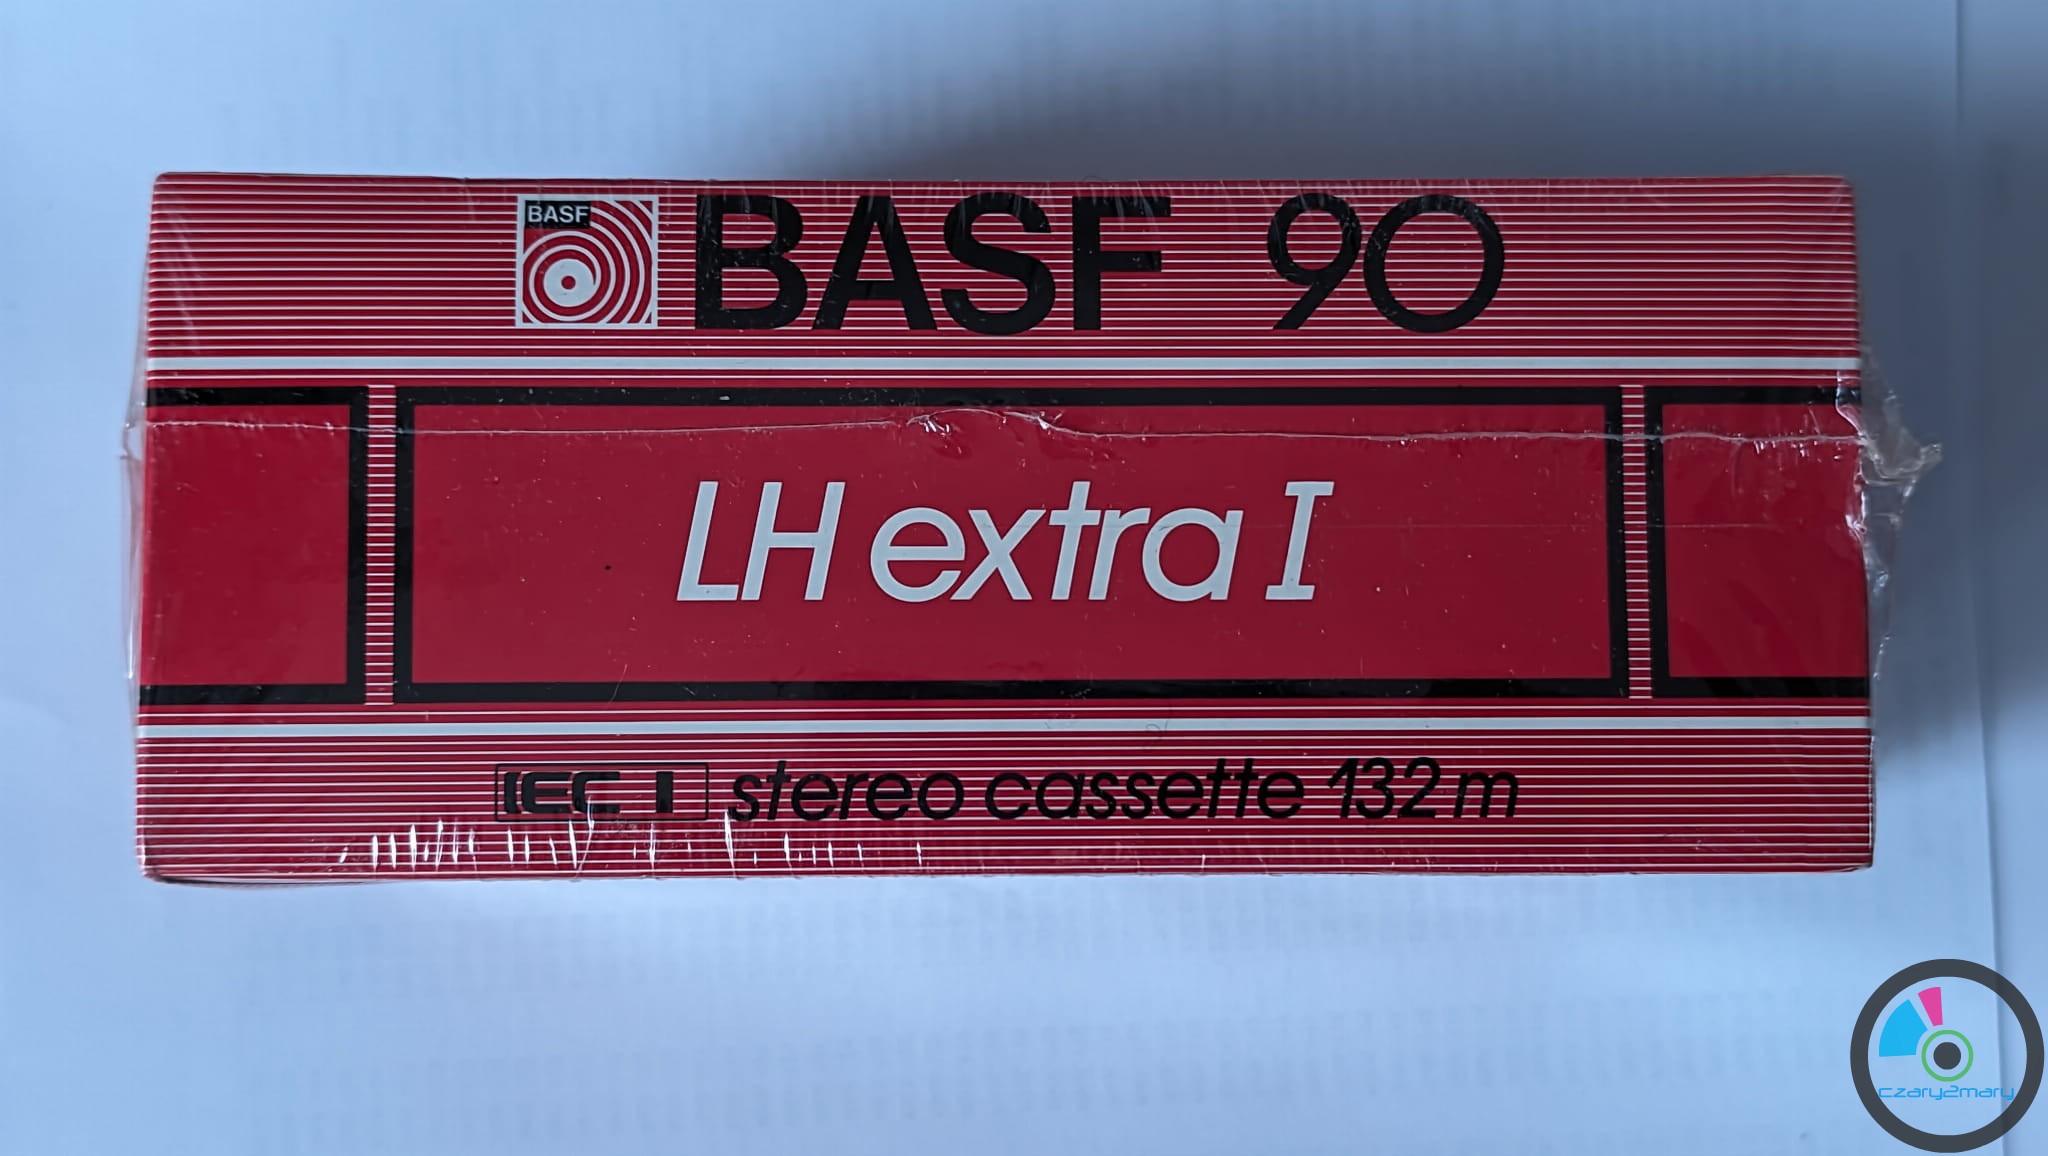 BASF
BASF 90
LH extra I
IEC I stereo cassette 132 m
czary2mary